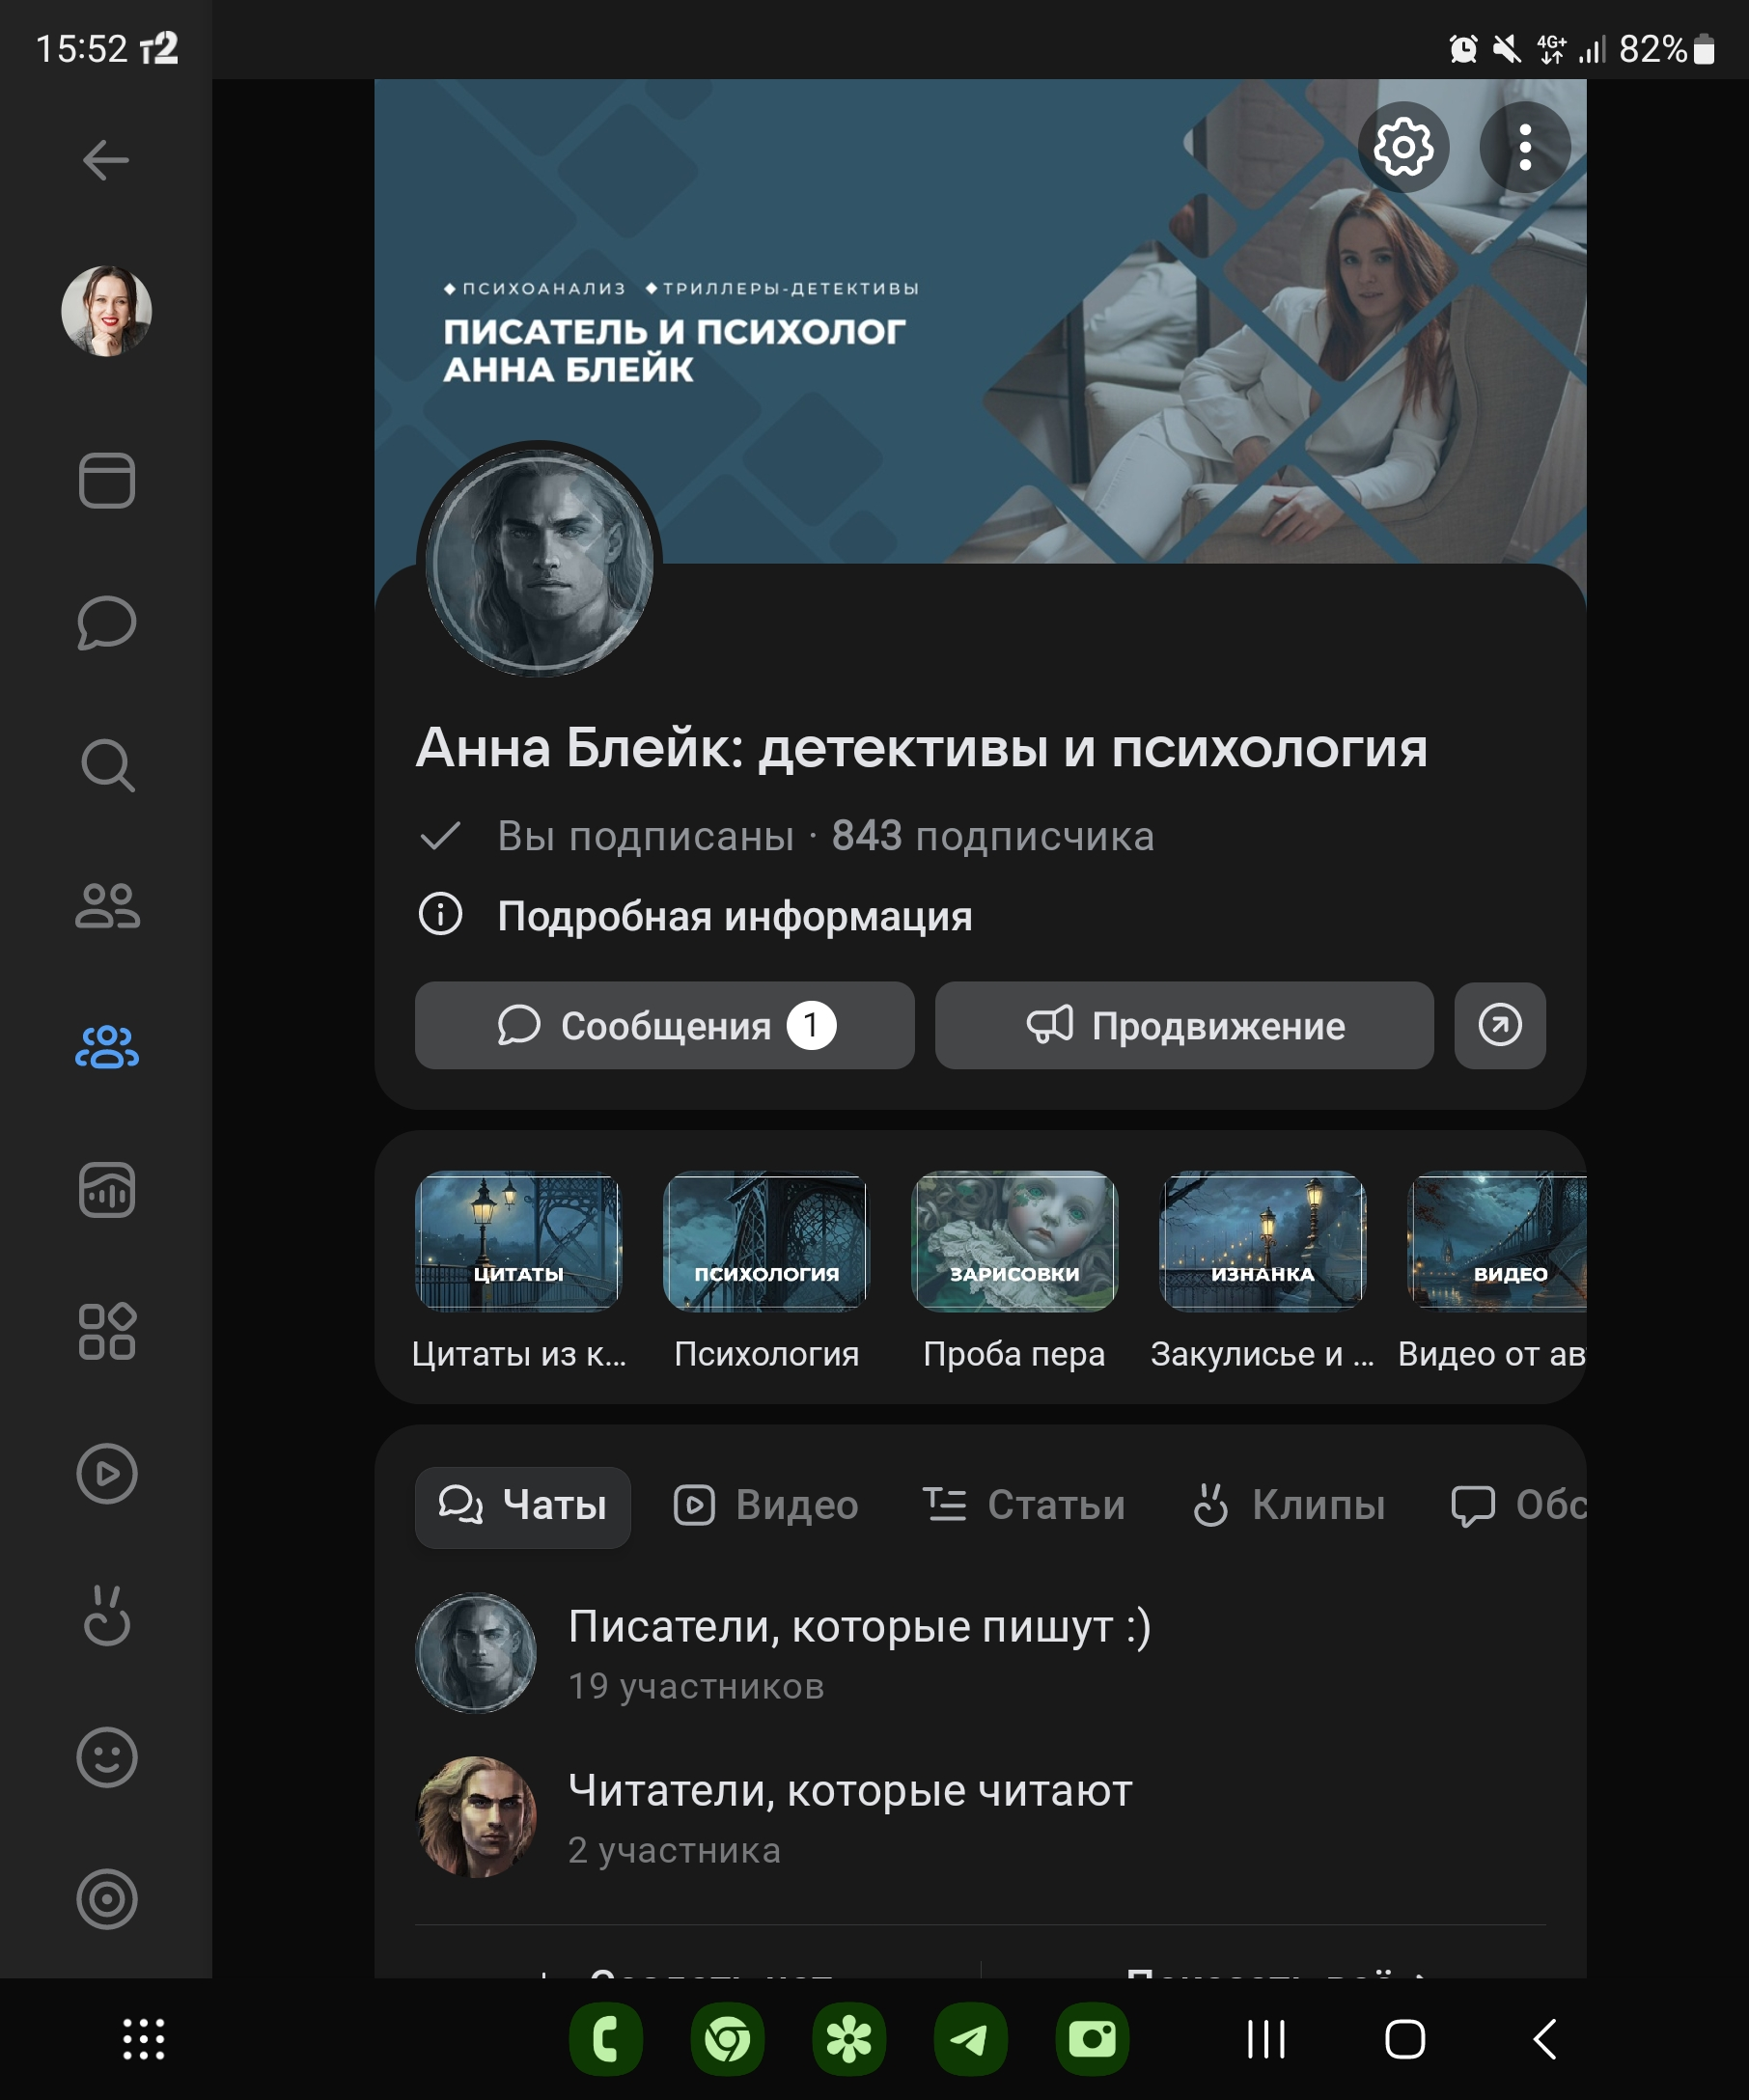 15:52 т2
4G+ 82%
ПСИХОАНАЛИЗ ТРИЛЛЕРЫ-ДЕТЕКТИВЫ
ПИСАТЕЛЬ И ПСИХОЛОГ
АННА БЛЕЙК
Анна Блейк: детективы и психология
Вы подписаны · 843 подписчика
Подробная информация
Сообщения 1
Продвижение
ЦИТАТЫ
ПСИХОЛОГИЯ
ЗАРИСОВКИ
ИЗНАНКА
ВИДЕО
Цитаты из к...
Психология
Проба пера
Закулисье и ...
Видео от ав
Чаты
Видео
Статьи
Клипы
Обс
Писатели, которые пишут :)
19 участников
Читатели, которые читают
2 участника